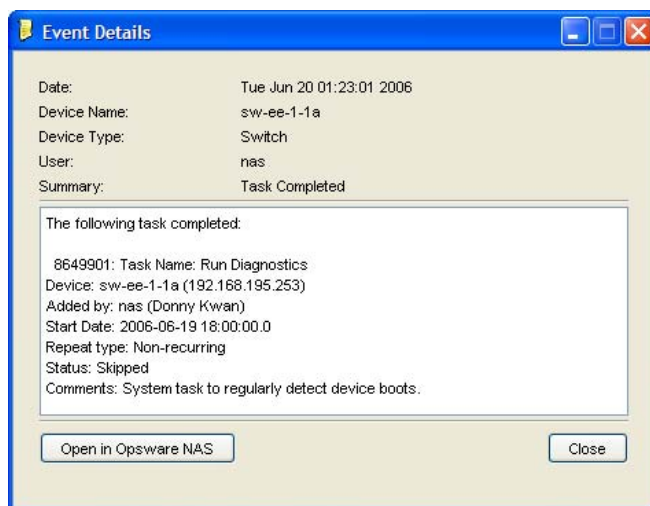 Event Details
Date: Tue Jun 20 01:23:01 2006
Device Name: sw-ee-1-1a
Device Type: Switch
User: nas
Summary: Task Completed
The following task completed:
8649901: Task Name: Run Diagnostics
Device: sw-ee-1-1a (192.168.195.253)
Added by: nas (Donny Kwan)
Start Date: 2006-06-19 18:00:00.0
Repeat type: Non-recurring
Status: Skipped
Comments: System task to regularly detect device boots.
Open in Opsware NAS Close